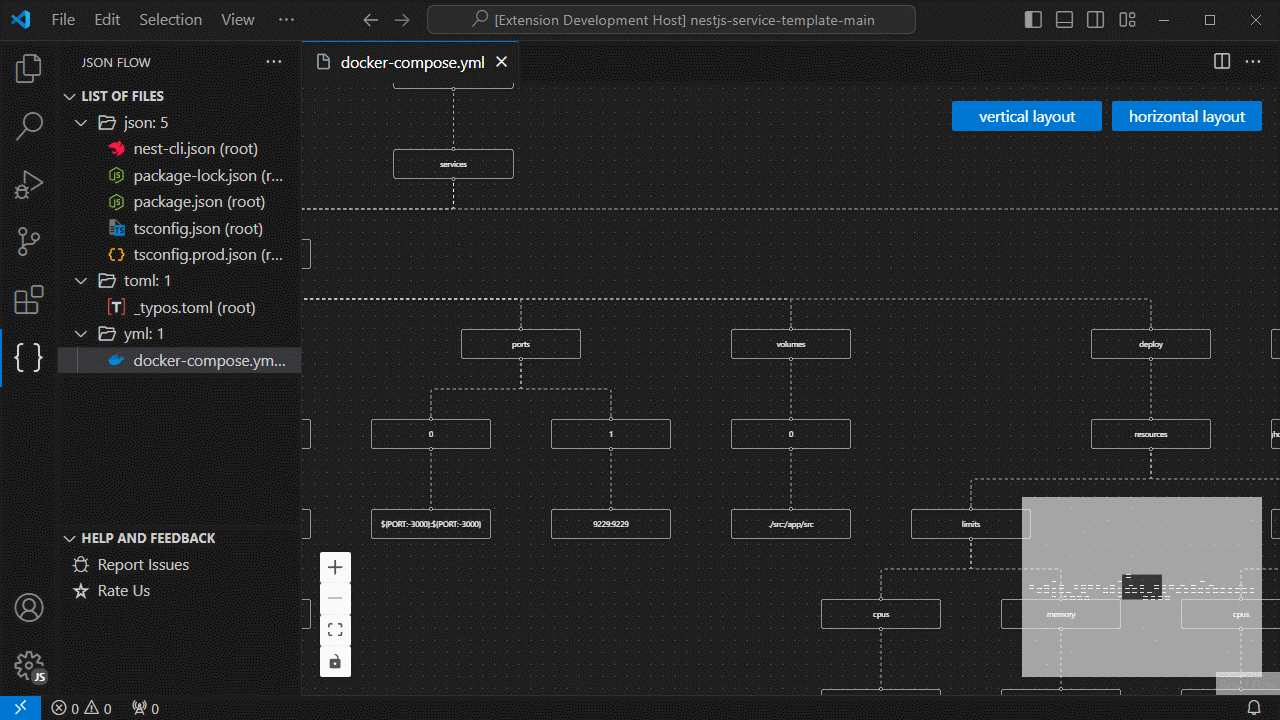 File Edit Selection View ···
[Extension Development Host] nestjs-service-template-main
JSON FLOW
docker-compose.yml
LIST OF FILES
json: 5
nest-cli.json (root)
package-lock.json (r...
package.json (root)
tsconfig.json (root)
tsconfig.prod.json (r...
toml: 1
_typos.toml (root)
yml: 1
docker-compose.ym...
HELP AND FEEDBACK
Report Issues
Rate Us
vertical layout horizontal layout
services
ports volumes deploy
0 1 0 resources
${PORT:-3000}:${PORT:-3000} 9229:9229 ./src:/app/src limits
cpus memory cpus
JS
0 0 0